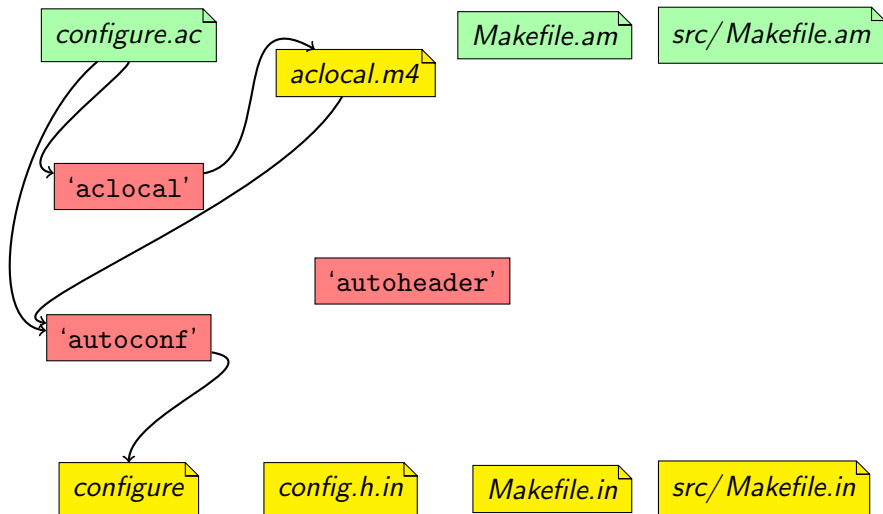 configure.ac
aclocal.m4
Makefile.am
src/Makefile.am
‘aclocal’
‘autoheader’
‘autoconf’
configure
config.h.in
Makefile.in
src/Makefile.in